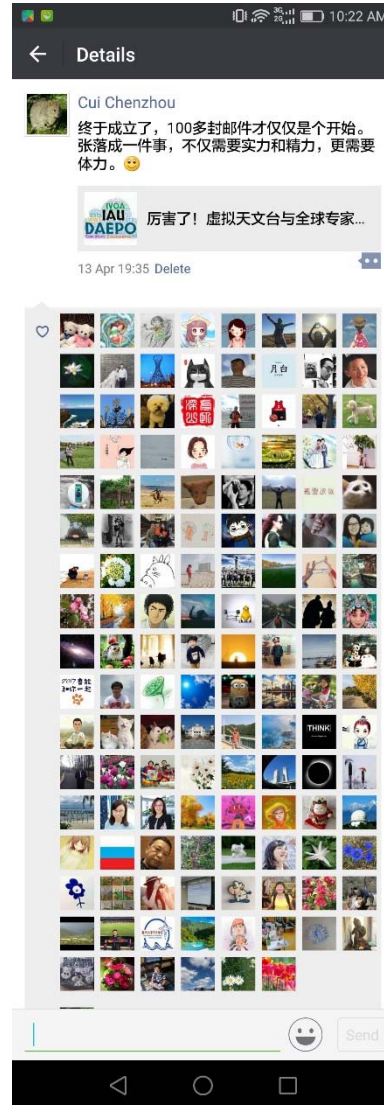 10:22 AM
Details
Cui Chenzhou
终于成立了，100多封邮件才仅仅是个开始。
张落成一件事，不仅需要实力和精力，更需要
体力。
IVOA
IAU
DAEPO
厉害了！虚拟天文台与全球专家...
13 Apr 19:35 Delete
月白
THINK
Send